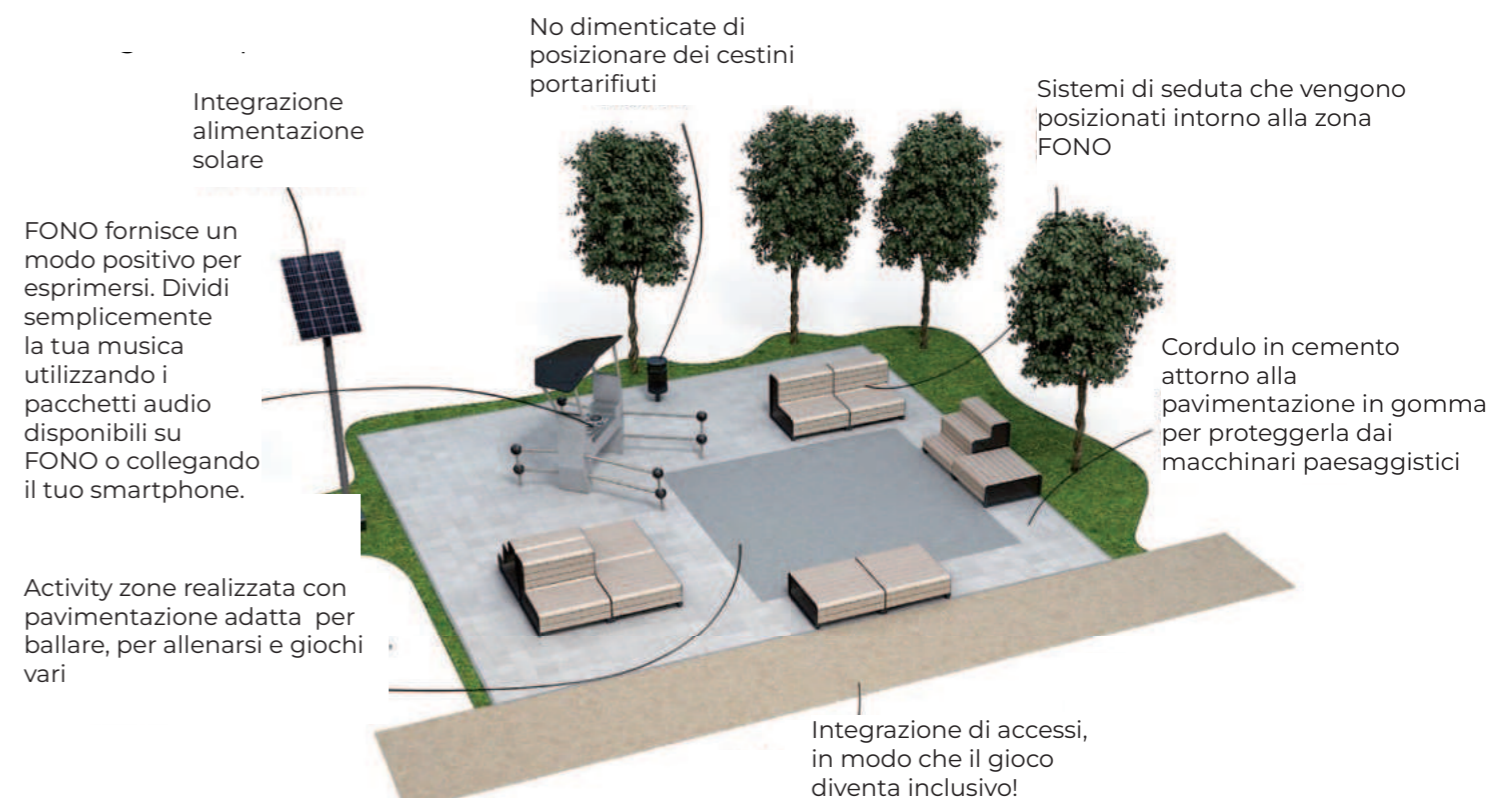 No dimenticate di
posizionare dei cestini
portarifiuti
Integrazione
alimentazione
solare
Sistemi di seduta che vengono
posizionati intorno alla zona
FONO
FONO fornisce un
modo positivo per
esprimersi. Dividi
semplicemente
la tua musica
utilizzando i
pacchetti audio
disponibili su
FONO o collegando
il tuo smartphone.
Cordulo in cemento
attorno alla
pavimentazione in gomma
per proteggerla dai
macchinari paesaggistici
Activity zone realizzata con
pavimentazione adatta  per
ballare, per allenarsi e giochi
vari
Integrazione di accessi,
in modo che il gioco
diventa inclusivo!